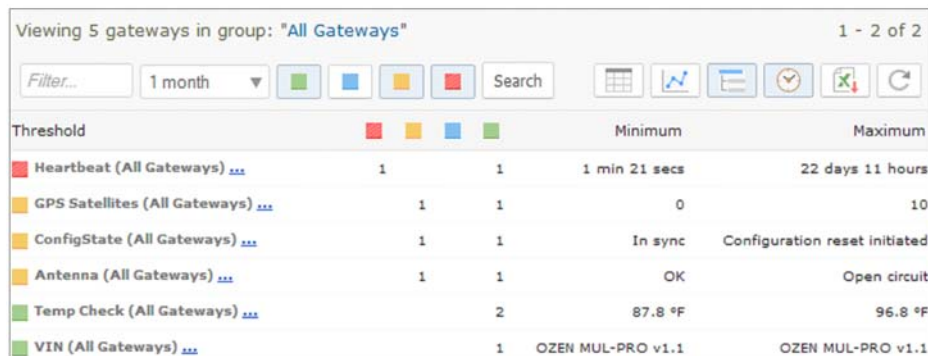 Viewing 5 gateways in group: "All Gateways" 1 - 2 of 2
Filter... 1 month Search
Threshold Minimum Maximum
Heartbeat (All Gateways) ... 1 1 1 min 21 secs 22 days 11 hours
GPS Satellites (All Gateways) ... 1 1 0 10
ConfigState (All Gateways) ... 1 1 In sync Configuration reset initiated
Antenna (All Gateways) ... 1 1 OK Open circuit
Temp Check (All Gateways) ... 2 87.8 °F 96.8 °F
VIN (All Gateways) ... 1 OZEN MUL-PRO v1.1 OZEN MUL-PRO v1.1